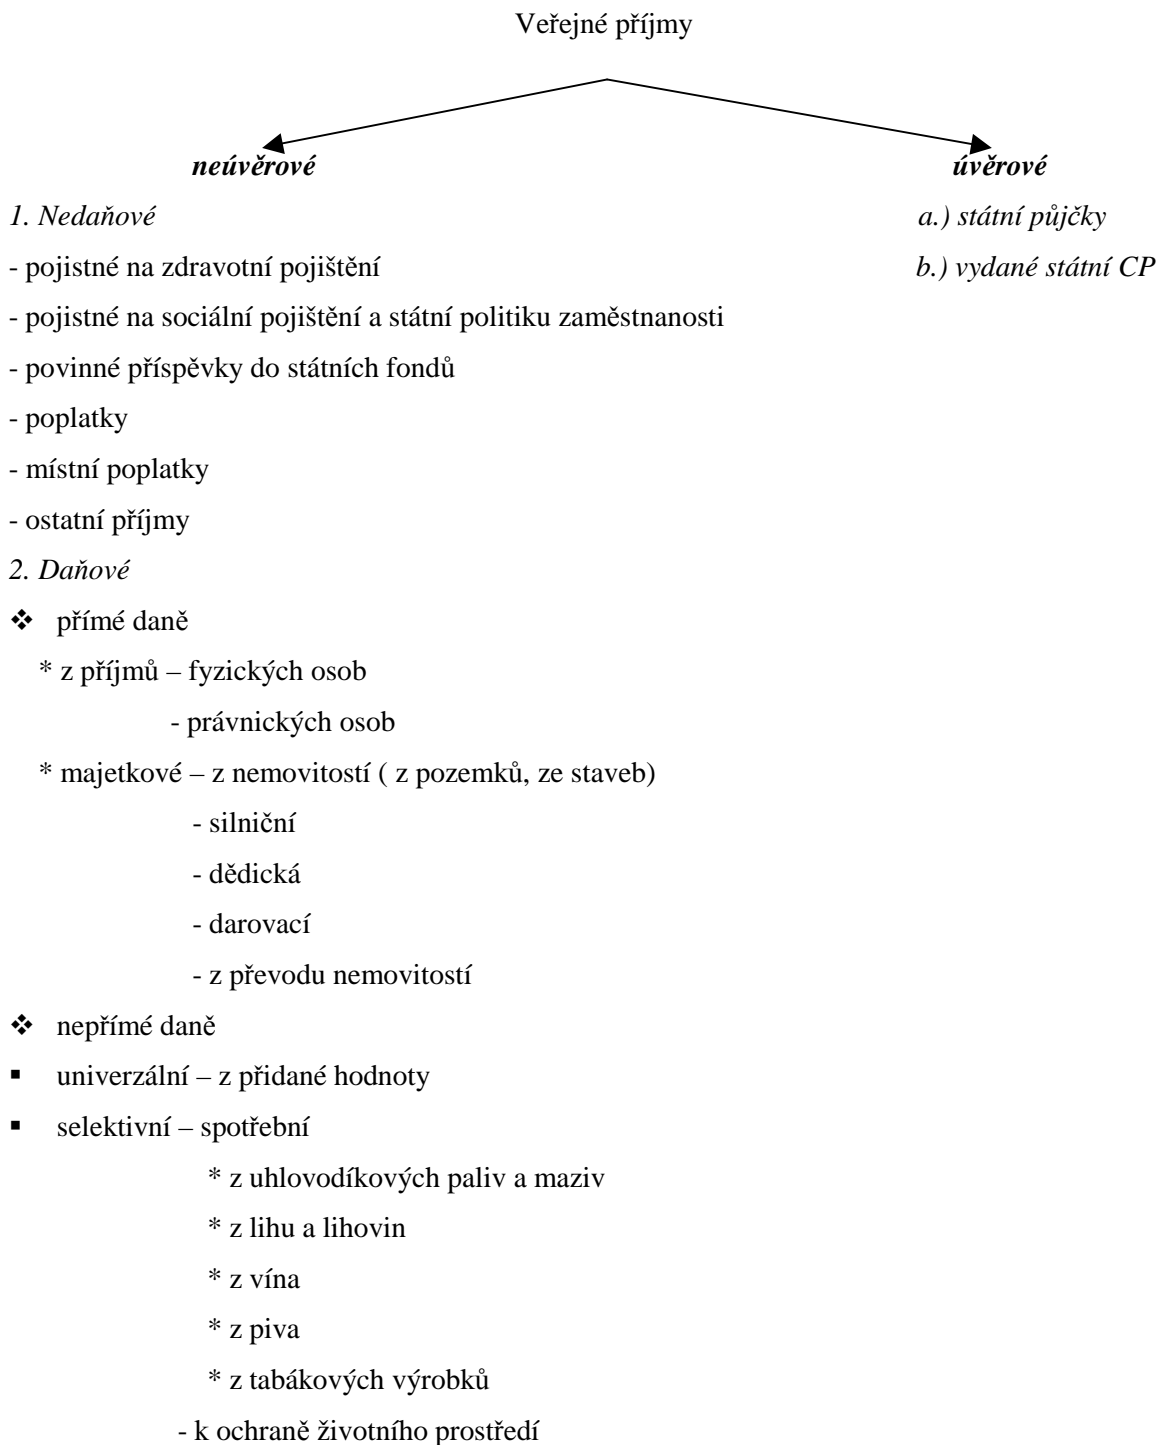 Veřejné příjmy
neúvěrové úvěrové
1. Nedaňové a.) státní půjčky
- pojistné na zdravotní pojištění b.) vydané státní CP
- pojistné na sociální pojištění a státní politiku zaměstnanosti
- povinné příspěvky do státních fondů
- poplatky
- místní poplatky
- ostatní příjmy
2. Daňové
❖ přímé daně
* z příjmů – fyzických osob
- právnických osob
* majetkové – z nemovitostí ( z pozemků, ze staveb)
- silniční
- dědická
- darovací
- z převodu nemovitostí
❖ nepřímé daně
▪ univerzální – z přidané hodnoty
▪ selektivní – spotřební
* z uhlovodíkových paliv a maziv
* z lihu a lihovin
* z vína
* z piva
* z tabákových výrobků
- k ochraně životního prostředí